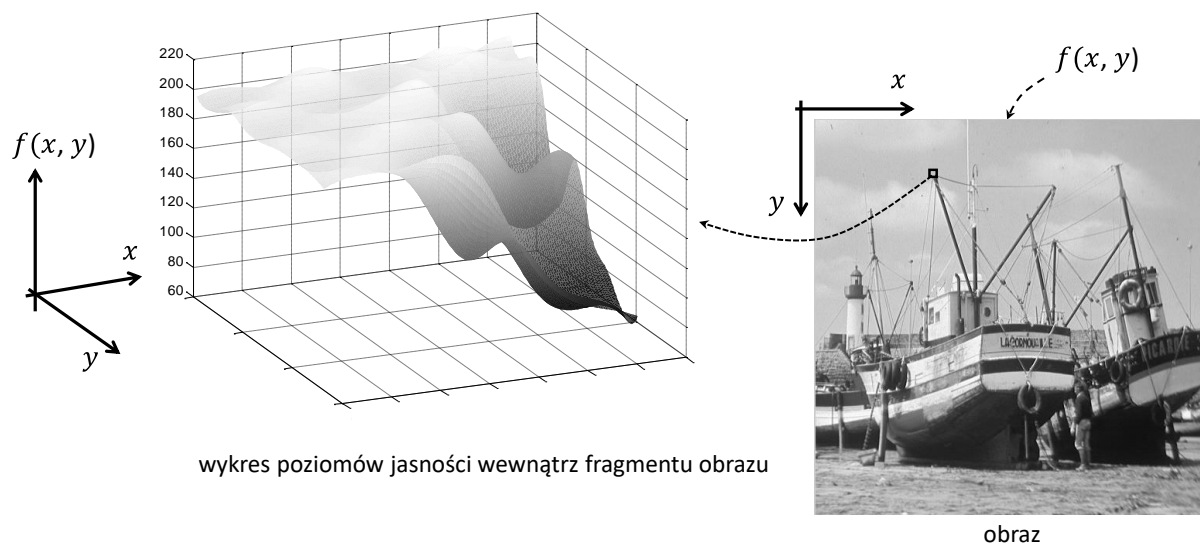 220
200
180
160
140
120
100
80
60
f(x, y)
x
y
wykres poziomów jasności wewnątrz fragmentu obrazu
f(x, y)
x
y
obraz